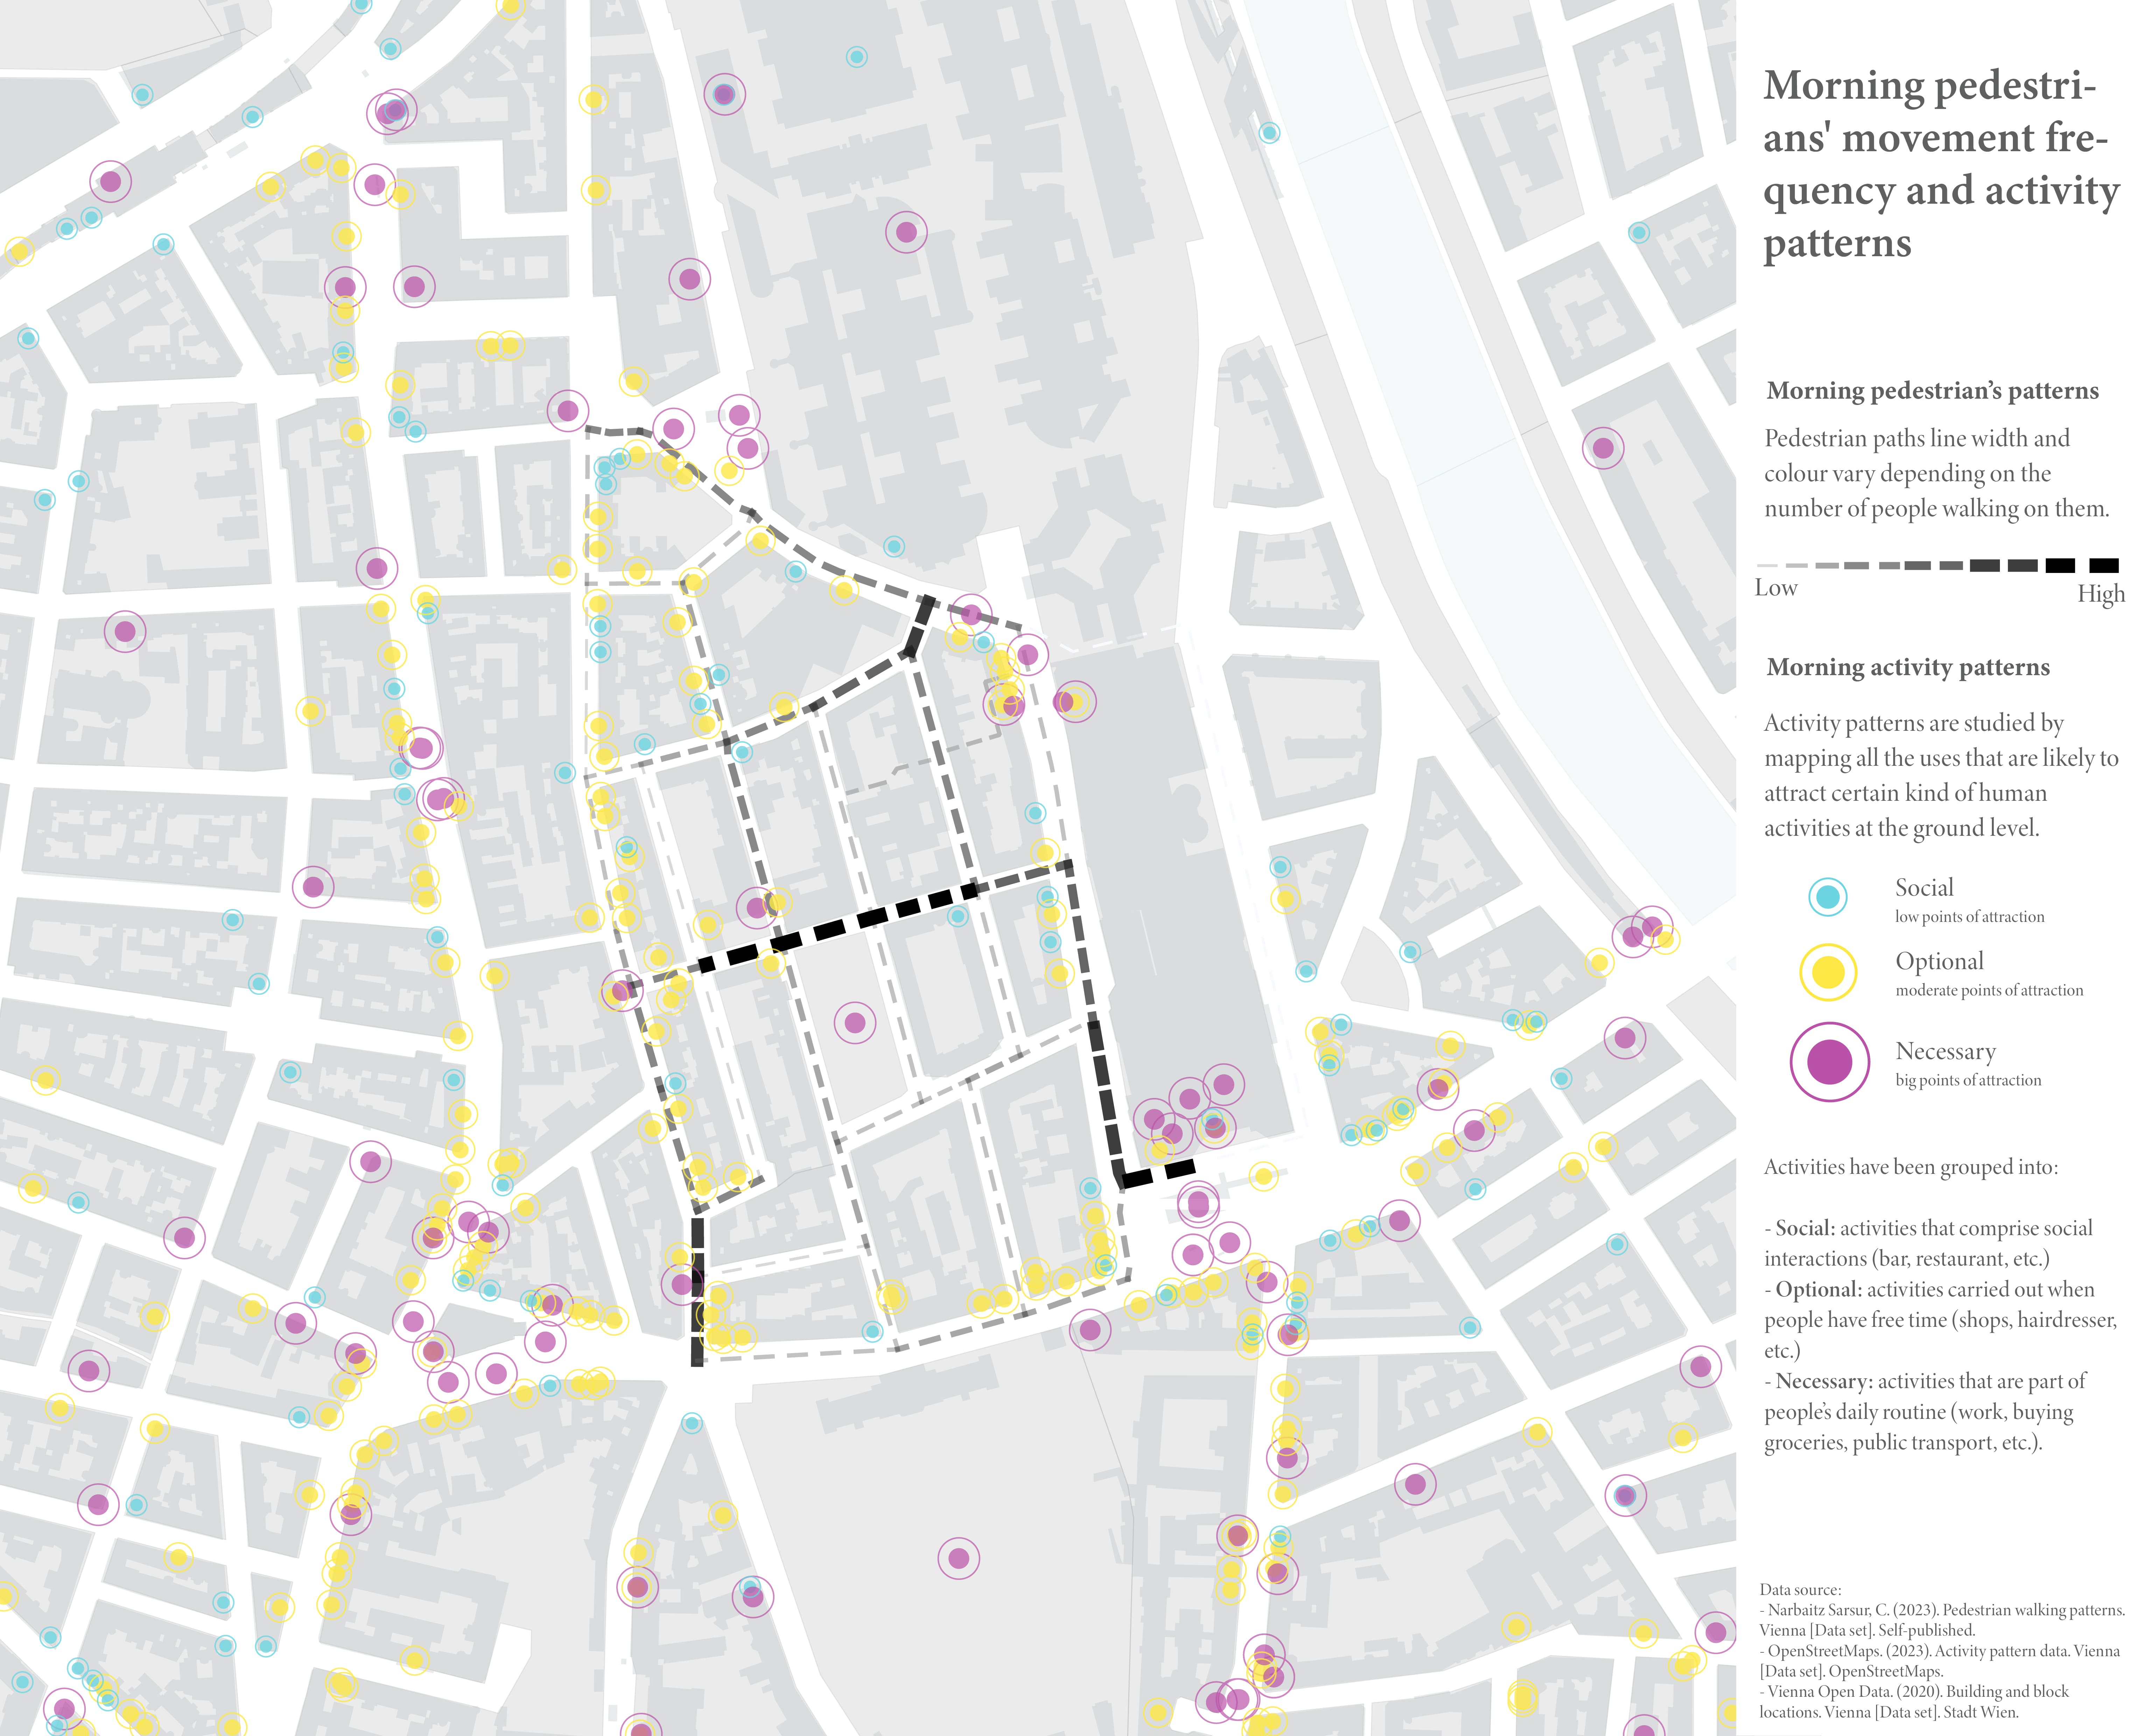 Morning pedestri-
ans' movement fre-
quency and activity
patterns
Morning pedestrian’s patterns
Pedestrian paths line width and
colour vary depending on the
number of people walking on them.
Low
High
Morning activity patterns
Activity patterns are studied by
mapping all the uses that are likely to
attract certain kind of human
activities at the ground level.
Social
low points of attraction
Optional
moderate points of attraction
Necessary
big points of attraction
Activities have been grouped into:
- Social: activities that comprise social
interactions (bar, restaurant, etc.)
- Optional: activities carried out when
people have free time (shops, hairdresser,
etc.)
- Necessary: activities that are part of
people’s daily routine (work, buying
groceries, public transport, etc.).
Data source:
- Narbaitz Sarsur, C. (2023). Pedestrian walking patterns.
Vienna [Data set]. Self-published.
- OpenStreetMaps. (2023). Activity pattern data. Vienna
[Data set]. OpenStreetMaps.
- Vienna Open Data. (2020). Building and block
locations. Vienna [Data set]. Stadt Wien.